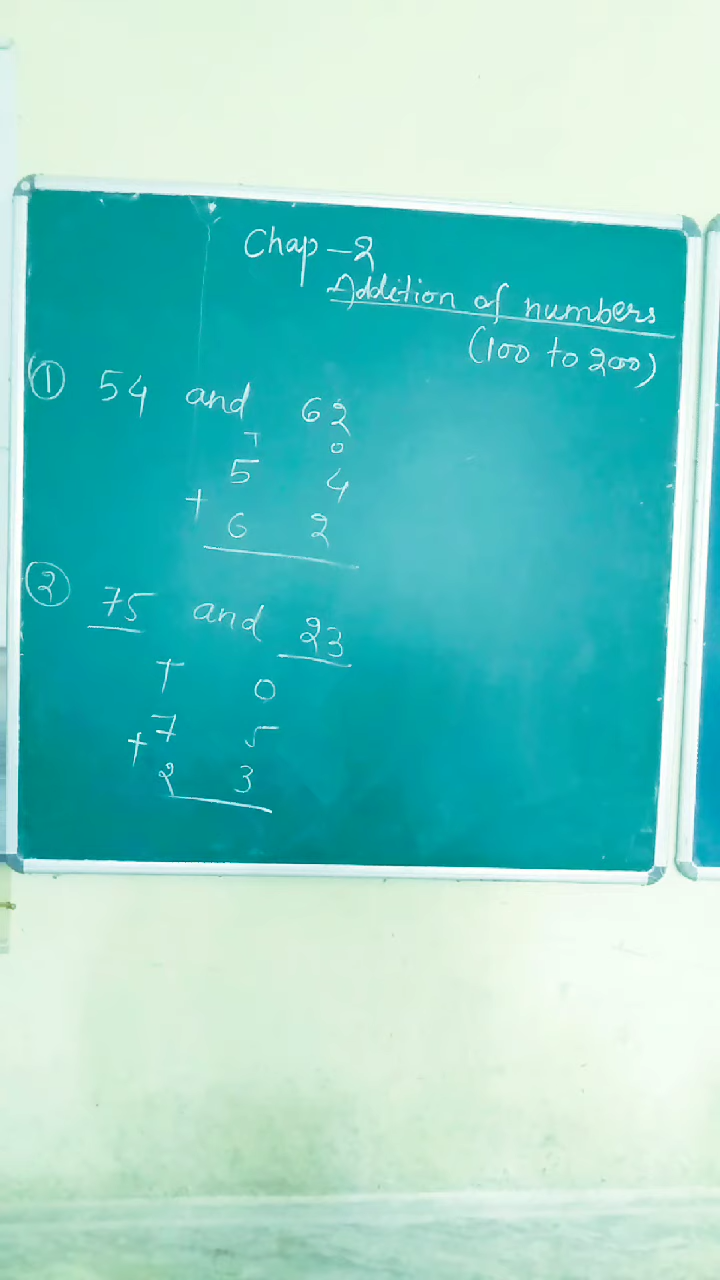 Chap-2
Addition of numbers
(100 to 200)
① 54 and 62
T O
5 4
+ 6 2
② 75 and 23
T O
7 5
+ 2 3